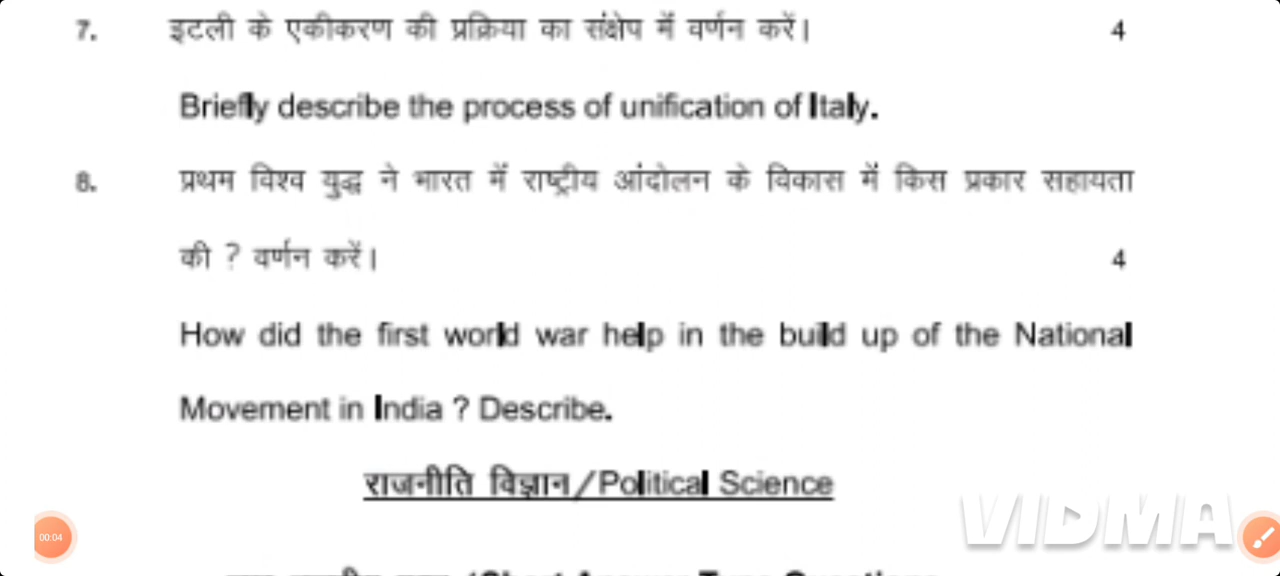 7. इटली के एकीकरण की प्रक्रिया का संक्षेप में वर्णन करें। 4
Briefly describe the process of unification of Italy.
8. प्रथम विश्व युद्ध ने भारत में राष्ट्रीय आंदोलन के विकास में किस प्रकार सहायता
की ? वर्णन करें। 4
How did the first world war help in the build up of the National
Movement in India ? Describe.
राजनीति विज्ञान/Political Science
00:04
VIDMA